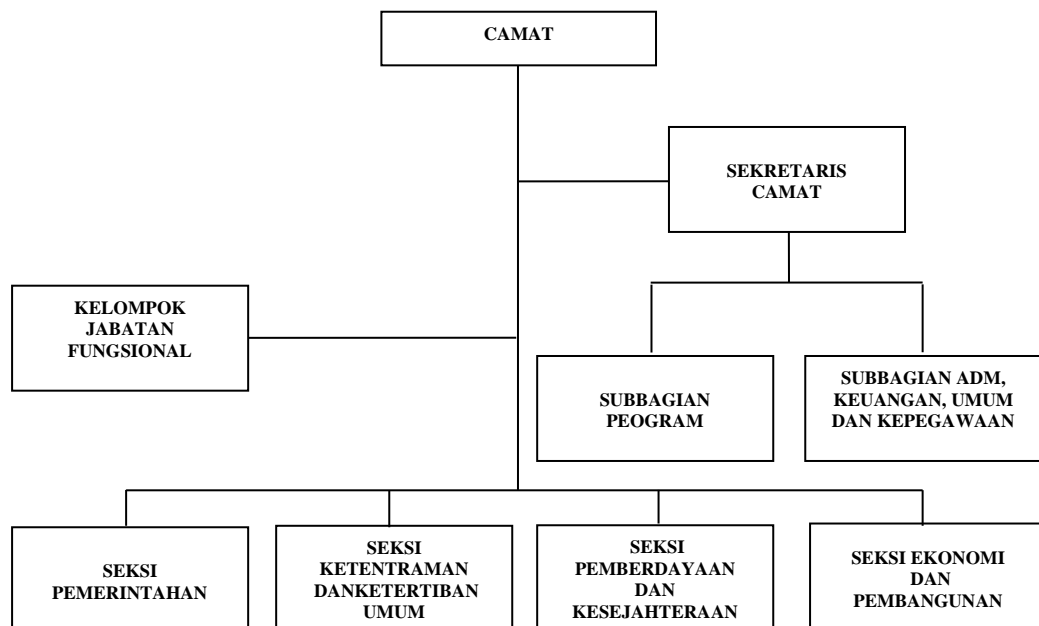 CAMAT
SEKRETARIS
CAMAT
KELOMPOK
JABATAN
FUNGSIONAL
SUBBAGIAN
PEOGRAM
SUBBAGIAN ADM,
KEUANGAN, UMUM
DAN KEPEGAWAAN
SEKSI
PEMERINTAHAN
SEKSI
KETENTRAMAN
DANKETERTIBAN
UMUM
SEKSI
PEMBERDAYAAN
DAN
KESEJAHTERAAN
SEKSI EKONOMI
DAN
PEMBANGUNAN